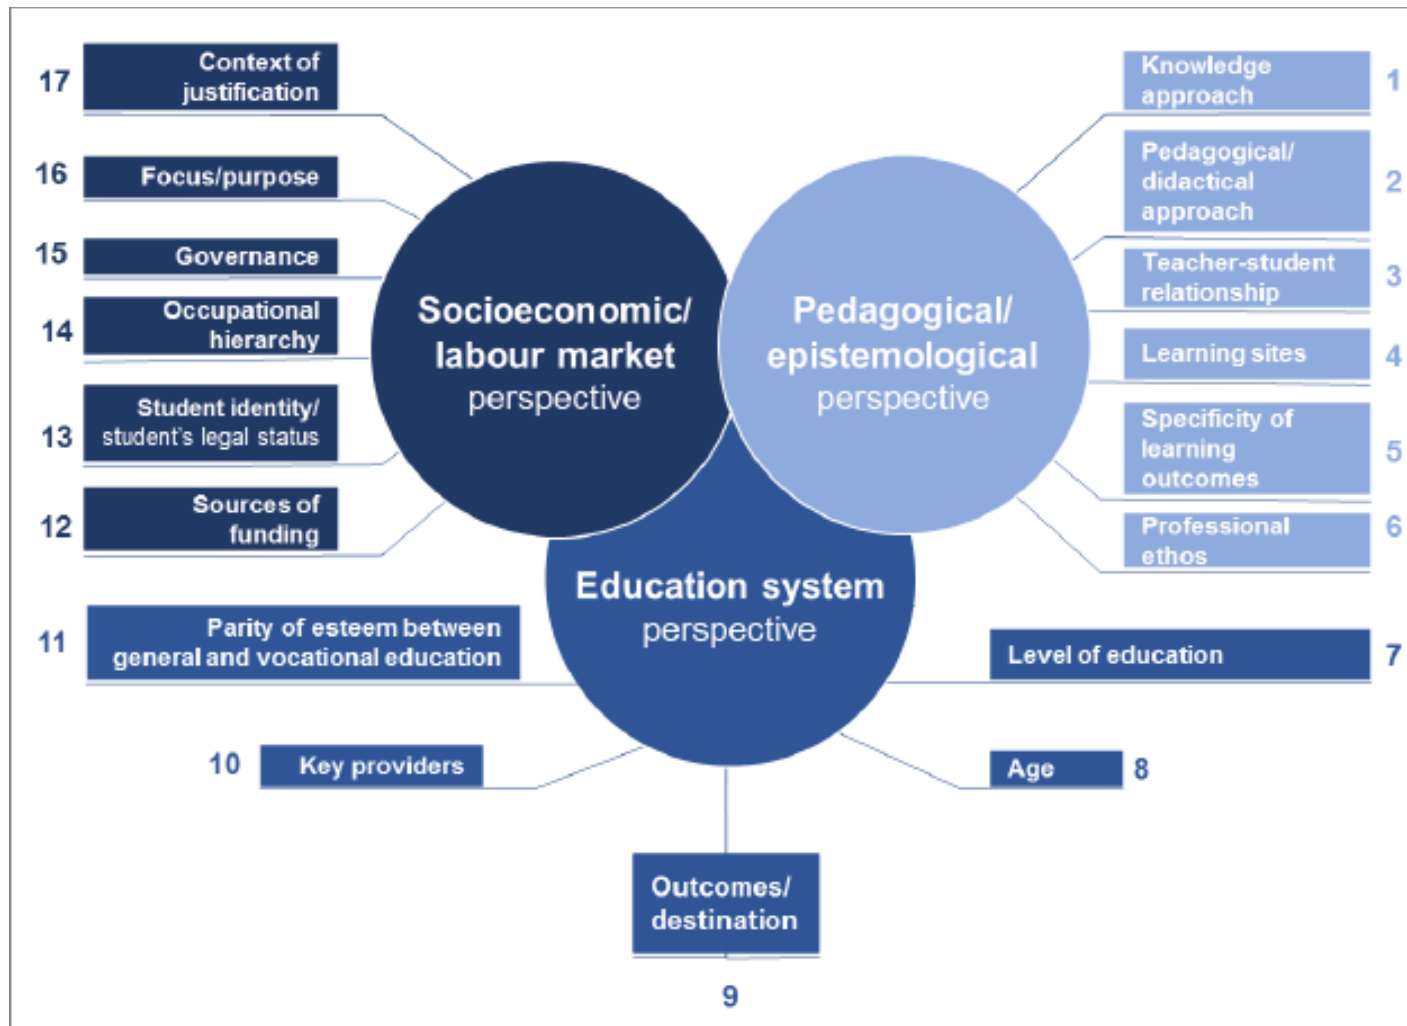 17
Context of
justification
16
Focus/purpose
15
Governance
14
Occupational
hierarchy
13
Student identity/
student's legal status
12
Sources of
funding
Socioeconomic/
labour market
perspective
Pedagogical/
epistemological
perspective
Education system
perspective
Knowledge
approach
1
Pedagogical/
didactical
approach
2
Teacher-student
relationship
3
Learning sites
4
Specificity of
learning
outcomes
5
Professional
ethos
6
11
Parity of esteem between
general and vocational education
Level of education
7
10
Key providers
Age
8
Outcomes/
destination
9